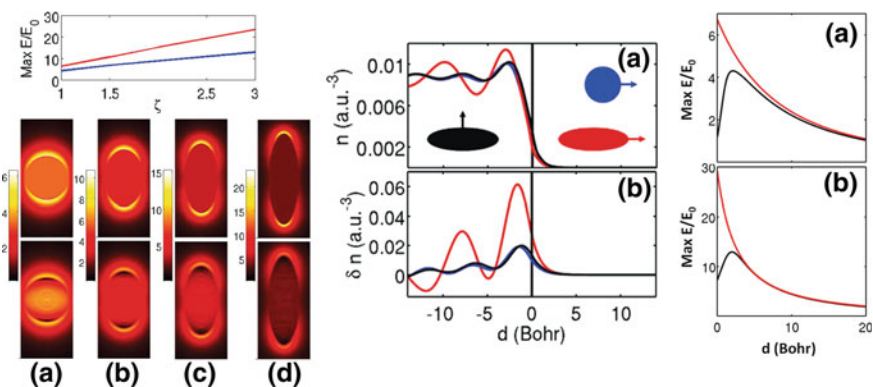 30
20
10
0
Max E/E0
1 1.5 2 2.5 3
ζ
6
4
2
10
8
6
4
2
15
10
5
20
15
10
5
(a) (b) (c) (d)
0.01
0.006
0.002
n (a.u.-3)
(a)
0.06
0.04
0.02
0
δ n (a.u.-3)
(b)
-10 -5 0 5 10
d (Bohr)
6
4
2
Max E/E0
(a)
30
20
10
Max E/E0
(b)
0 10 20
d (Bohr)